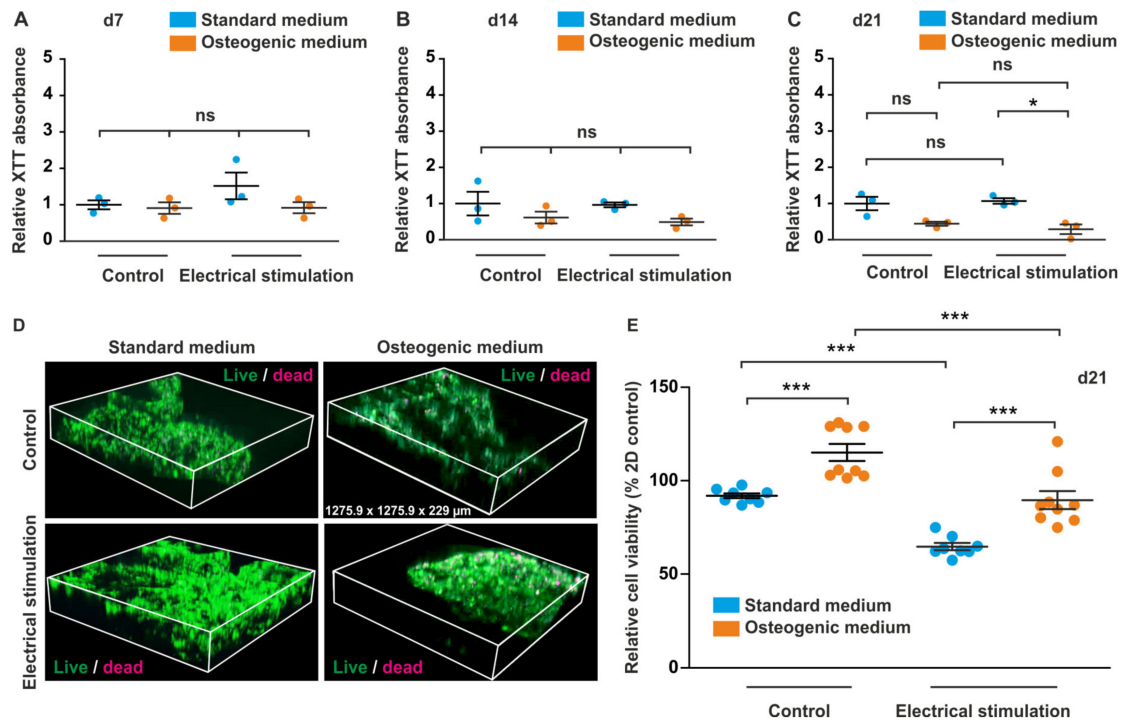 A
d7
Standard medium
Osteogenic medium
Relative XTT absorbance
5
4
3
2
1
0
ns
Control
Electrical stimulation
B
d14
Standard medium
Osteogenic medium
Relative XTT absorbance
5
4
3
2
1
0
ns
Control
Electrical stimulation
C
d21
Standard medium
Osteogenic medium
Relative XTT absorbance
5
4
3
2
1
0
ns
ns
*
ns
Control
Electrical stimulation
D
Standard medium
Osteogenic medium
Control
Live / dead
Live / dead
1275.9 x 1275.9 x 229 µm
Electrical stimulation
Live / dead
Live / dead
E
d21
Relative cell viability (% 2D control)
150
100
50
0
***
***
***
***
Standard medium
Osteogenic medium
Control
Electrical stimulation